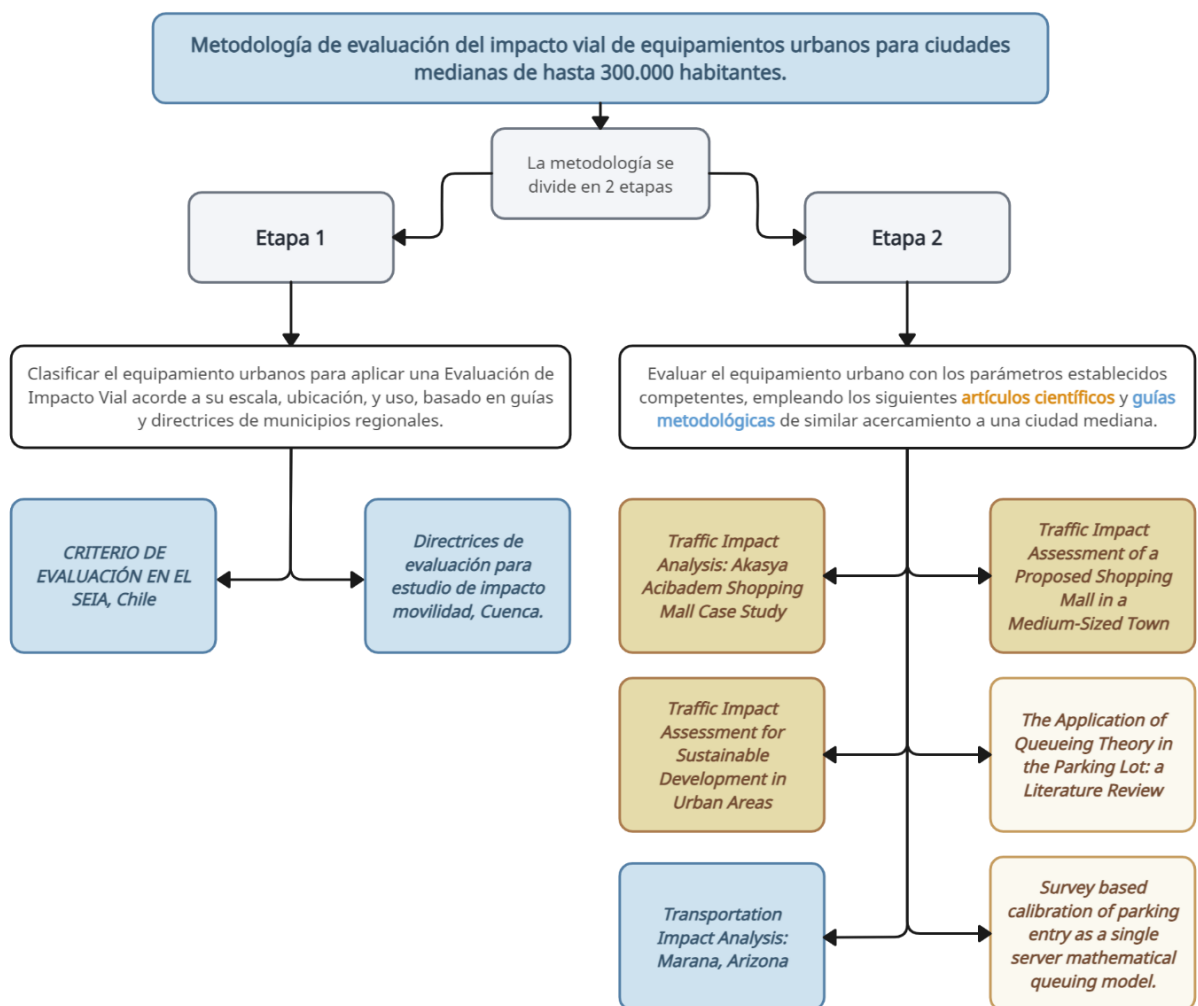 Metodología de evaluación del impacto vial de equipamientos urbanos para ciudades
medianas de hasta 300.000 habitantes.
La metodología se
divide en 2 etapas
Etapa 1
Etapa 2
Clasificar el equipamiento urbanos para aplicar una Evaluación de
Impacto Vial acorde a su escala, ubicación, y uso, basado en guías
y directrices de municipios regionales.
Evaluar el equipamiento urbano con los parámetros establecidos
competentes, empleando los siguientes artículos científicos y guías
metodológicas de similar acercamiento a una ciudad mediana.
CRITERIO DE
EVALUACIÓN EN EL
SEIA, Chile
Directrices de
evaluación para
estudio de impacto
movilidad, Cuenca.
Traffic Impact
Analysis: Akasya
Acibadem Shopping
Mall Case Study
Traffic Impact
Assessment of a
Proposed Shopping
Mall in a
Medium-Sized Town
Traffic Impact
Assessment for
Sustainable
Development in
Urban Areas
The Application of
Queueing Theory in
the Parking Lot: a
Literature Review
Transportation
Impact Analysis:
Marana, Arizona
Survey based
calibration of parking
entry as a single
server mathematical
queuing model.